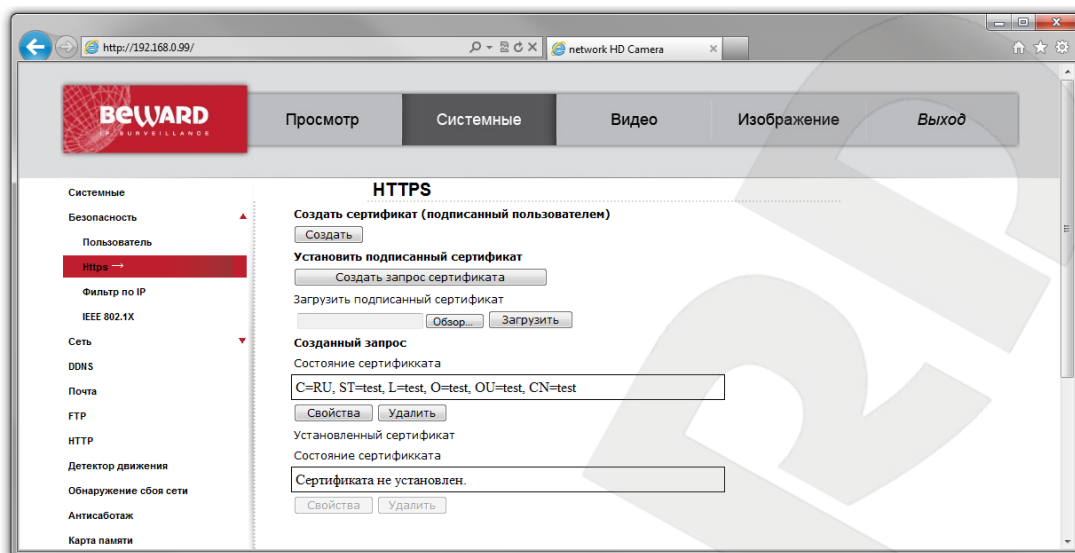 http://192.168.0.99/
network HD Camera
BEWARD
IP SURVEILLANCE
Просмотр
Системные
Видео
Изображение
Выход
Системные
Безопасность
Пользователь
Https →
Фильтр по IP
IEEE 802.1X
Сеть
DDNS
Почта
FTP
HTTP
Детектор движения
Обнаружение сбоя сети
Антисаботаж
Карта памяти
HTTPS
Создать сертификат (подписанный пользователем)
Создать
Установить подписанный сертификат
Создать запрос сертификата
Загрузить подписанный сертификат
Обзор... Загрузить
Созданный запрос
Состояние сертификката
C=RU, ST=test, L=test, O=test, OU=test, CN=test
Свойства Удалить
Установленный сертификат
Состояние сертификката
Сертификата не установлен.
Свойства Удалить